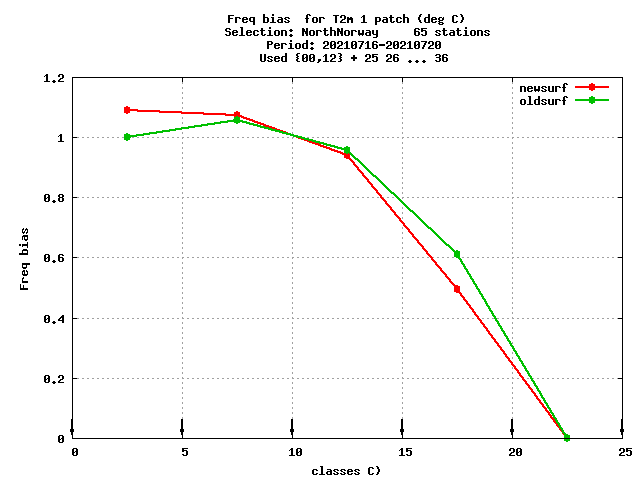 Freq bias  for T2m 1 patch (deg C)
Selection: NorthNorway     65 stations
Period: 20210716-20210720
Used {00,12} + 25 26 ... 36
newsurf
oldsurf
1.2
1
0.8
0.6
0.4
0.2
0
Freq bias
0 5 10 15 20 25
classes C)